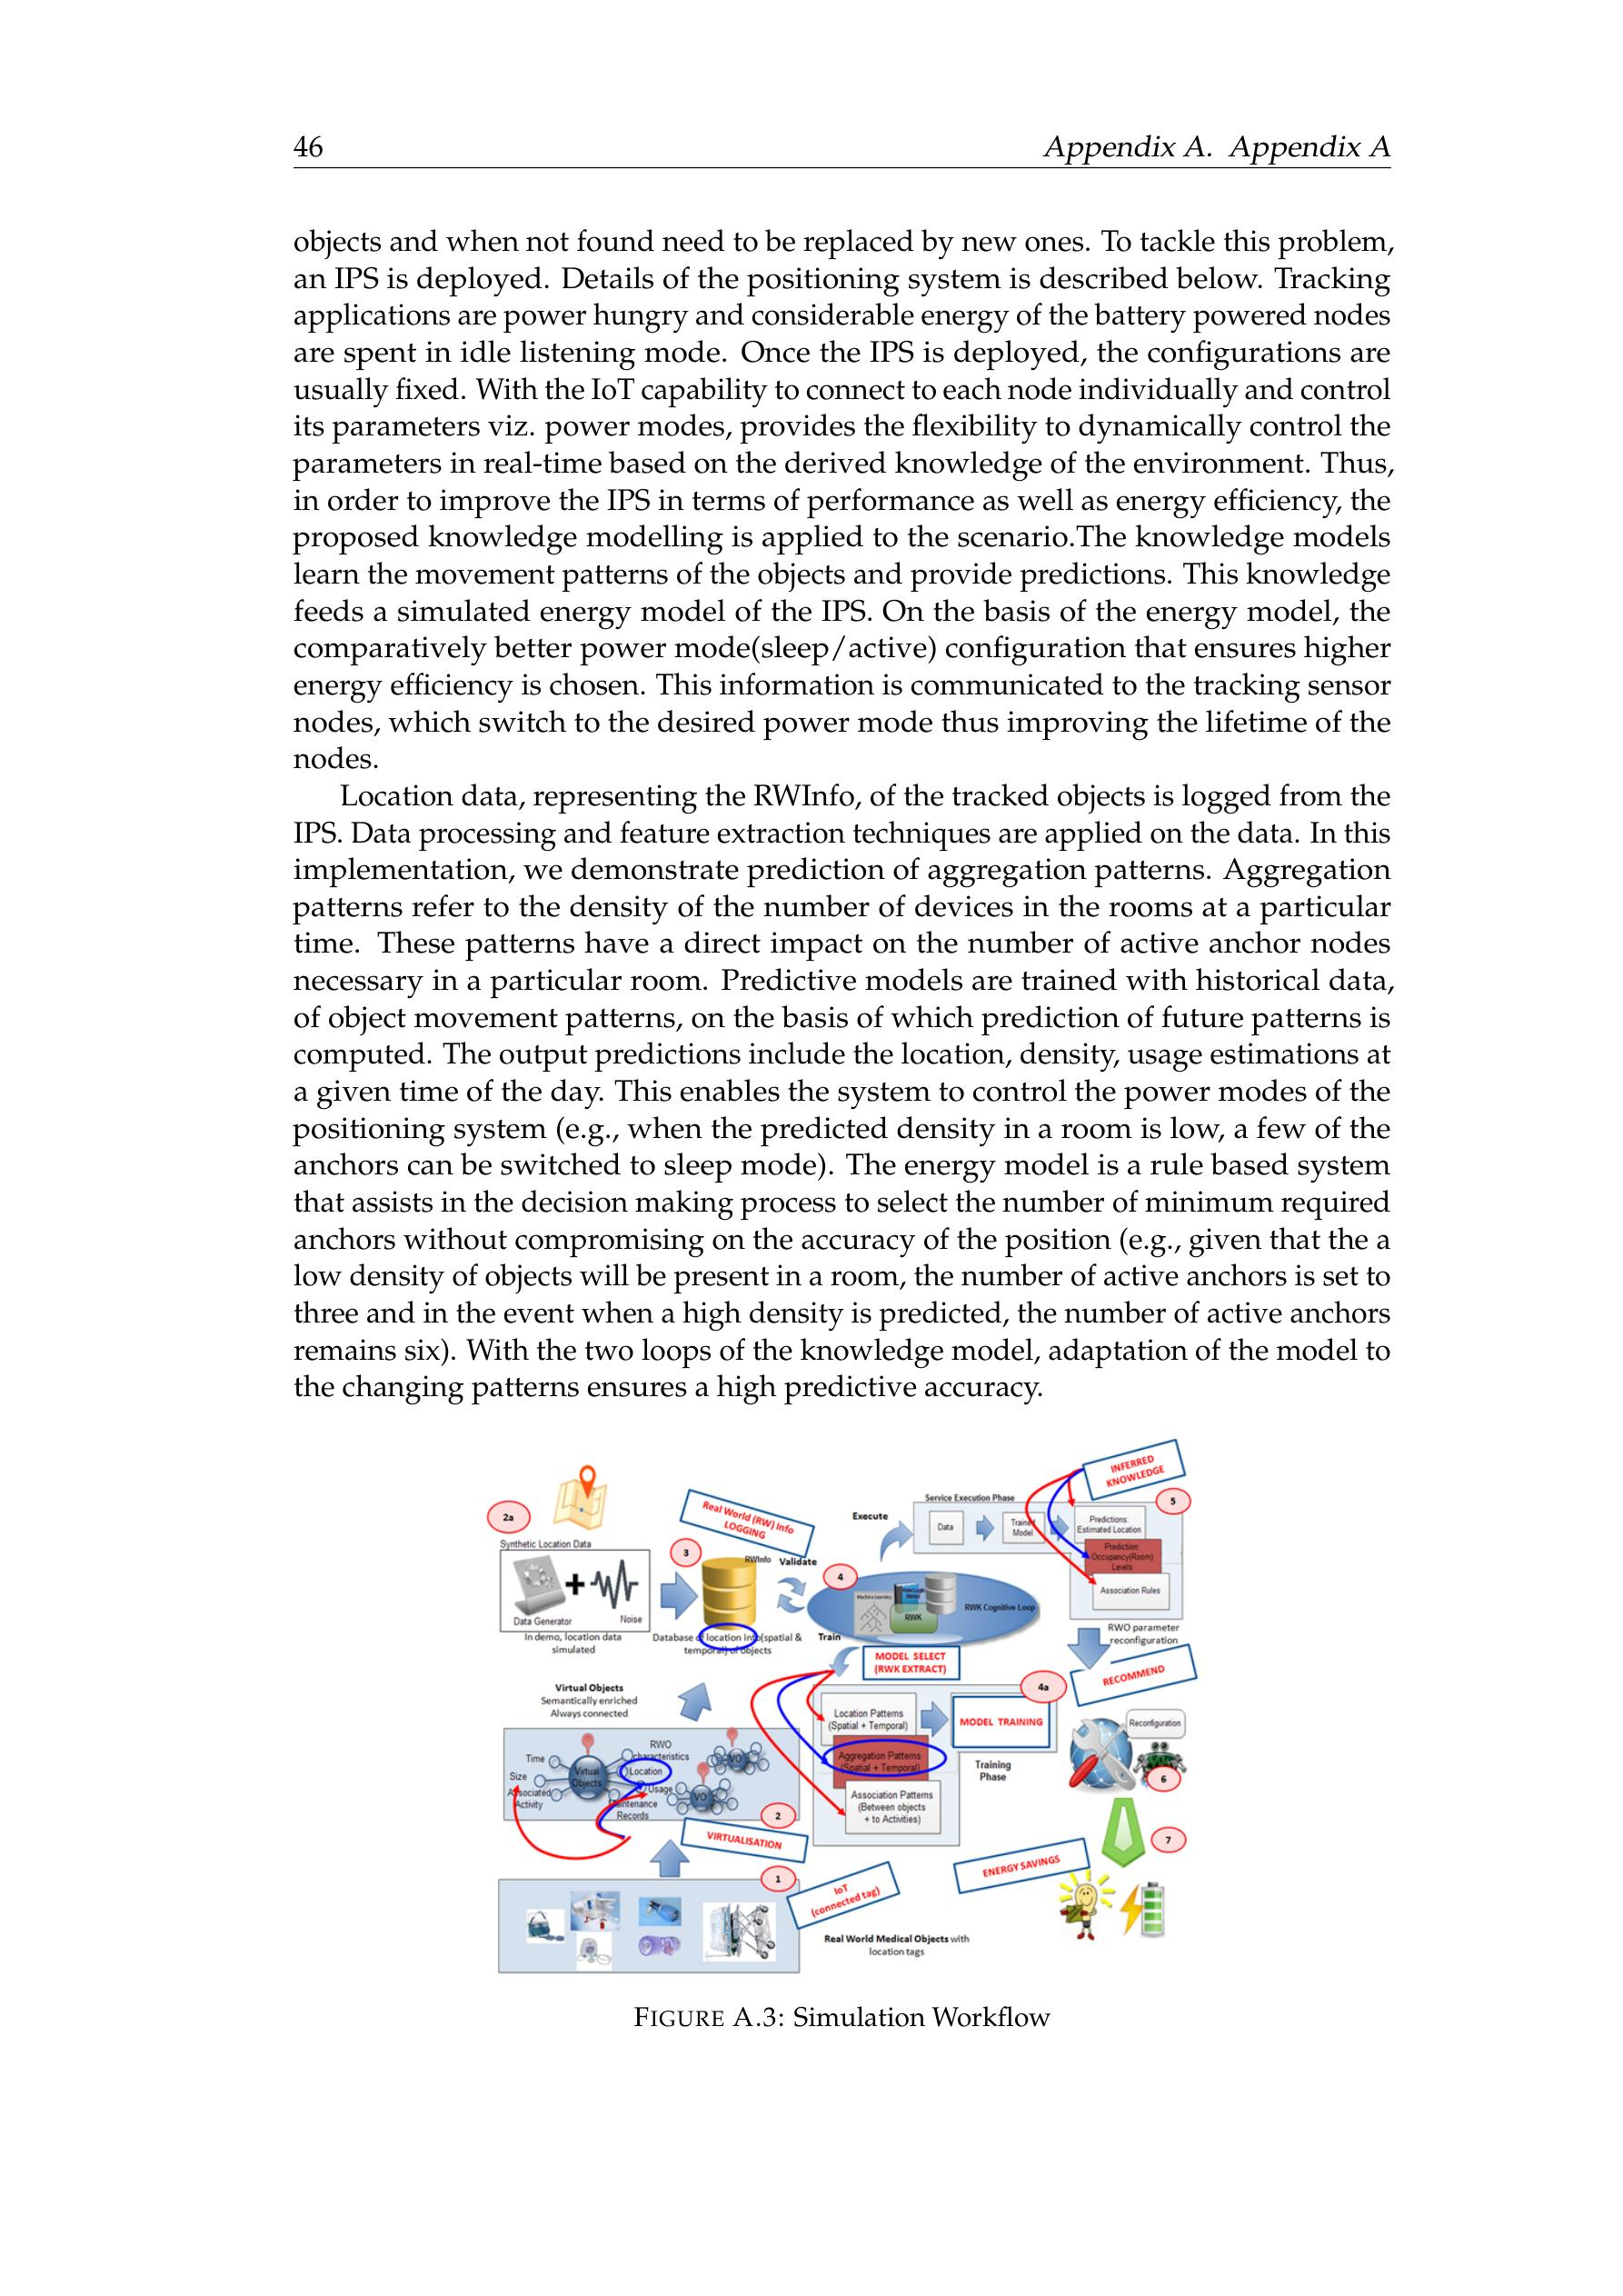 46 Appendix A. Appendix A
objects and when not found need to be replaced by new ones. To tackle this problem,
an IPS is deployed. Details of the positioning system is described below. Tracking
applications are power hungry and considerable energy of the battery powered nodes
are spent in idle listening mode. Once the IPS is deployed, the configurations are
usually fixed. With the IoT capability to connect to each node individually and control
its parameters viz. power modes, provides the flexibility to dynamically control the
parameters in real-time based on the derived knowledge of the environment. Thus,
in order to improve the IPS in terms of performance as well as energy efficiency, the
proposed knowledge modelling is applied to the scenario.The knowledge models
learn the movement patterns of the objects and provide predictions. This knowledge
feeds a simulated energy model of the IPS. On the basis of the energy model, the
comparatively better power mode(sleep/active) configuration that ensures higher
energy efficiency is chosen. This information is communicated to the tracking sensor
nodes, which switch to the desired power mode thus improving the lifetime of the
nodes.
Location data, representing the RWInfo, of the tracked objects is logged from the
IPS. Data processing and feature extraction techniques are applied on the data. In this
implementation, we demonstrate prediction of aggregation patterns. Aggregation
patterns refer to the density of the number of devices in the rooms at a particular
time. These patterns have a direct impact on the number of active anchor nodes
necessary in a particular room. Predictive models are trained with historical data,
of object movement patterns, on the basis of which prediction of future patterns is
computed. The output predictions include the location, density, usage estimations at
a given time of the day. This enables the system to control the power modes of the
positioning system (e.g., when the predicted density in a room is low, a few of the
anchors can be switched to sleep mode). The energy model is a rule based system
that assists in the decision making process to select the number of minimum required
anchors without compromising on the accuracy of the position (e.g., given that the a
low density of objects will be present in a room, the number of active anchors is set to
three and in the event when a high density is predicted, the number of active anchors
remains six). With the two loops of the knowledge model, adaptation of the model to
the changing patterns ensures a high predictive accuracy.
INFERRED
KNOWLEDGE
5
2a
Synthetic Location Data
Data Generator
Noise
In demo, location data
simulated
Real World (RW) Info
LOGGING
3
RWInfo
Validate
Database of location info(spatial &
temporal) of objects
Train
Execute
4
Machine Learning
RWK
RWK Cognitive Loop
Service Execution Phase
Data
Trained
Model
Predictions:
Estimated Location
Prediction:
Occupancy(Room)
Levels
Association Rules
RWO parameter
reconfiguration
RECOMMEND
MODEL SELECT
(RWK EXTRACT)
4a
Location Patterns
(Spatial + Temporal)
MODEL TRAINING
Aggregation Patterns
(Spatial + Temporal)
Training
Phase
Association Patterns
(Between objects
+ to Activities)
Virtual Objects
Semantically enriched
Always connected
Time
Size
Associated
Activity
Virtual
Objects
RWO
characteristics
Location
Usage
Maintenance
Records
VO
VO
2
VIRTUALISATION
1
IoT
(connected tag)
Real World Medical Objects with
location tags
Reconfiguration
6
7
ENERGY SAVINGS
FIGURE A.3: Simulation Workflow